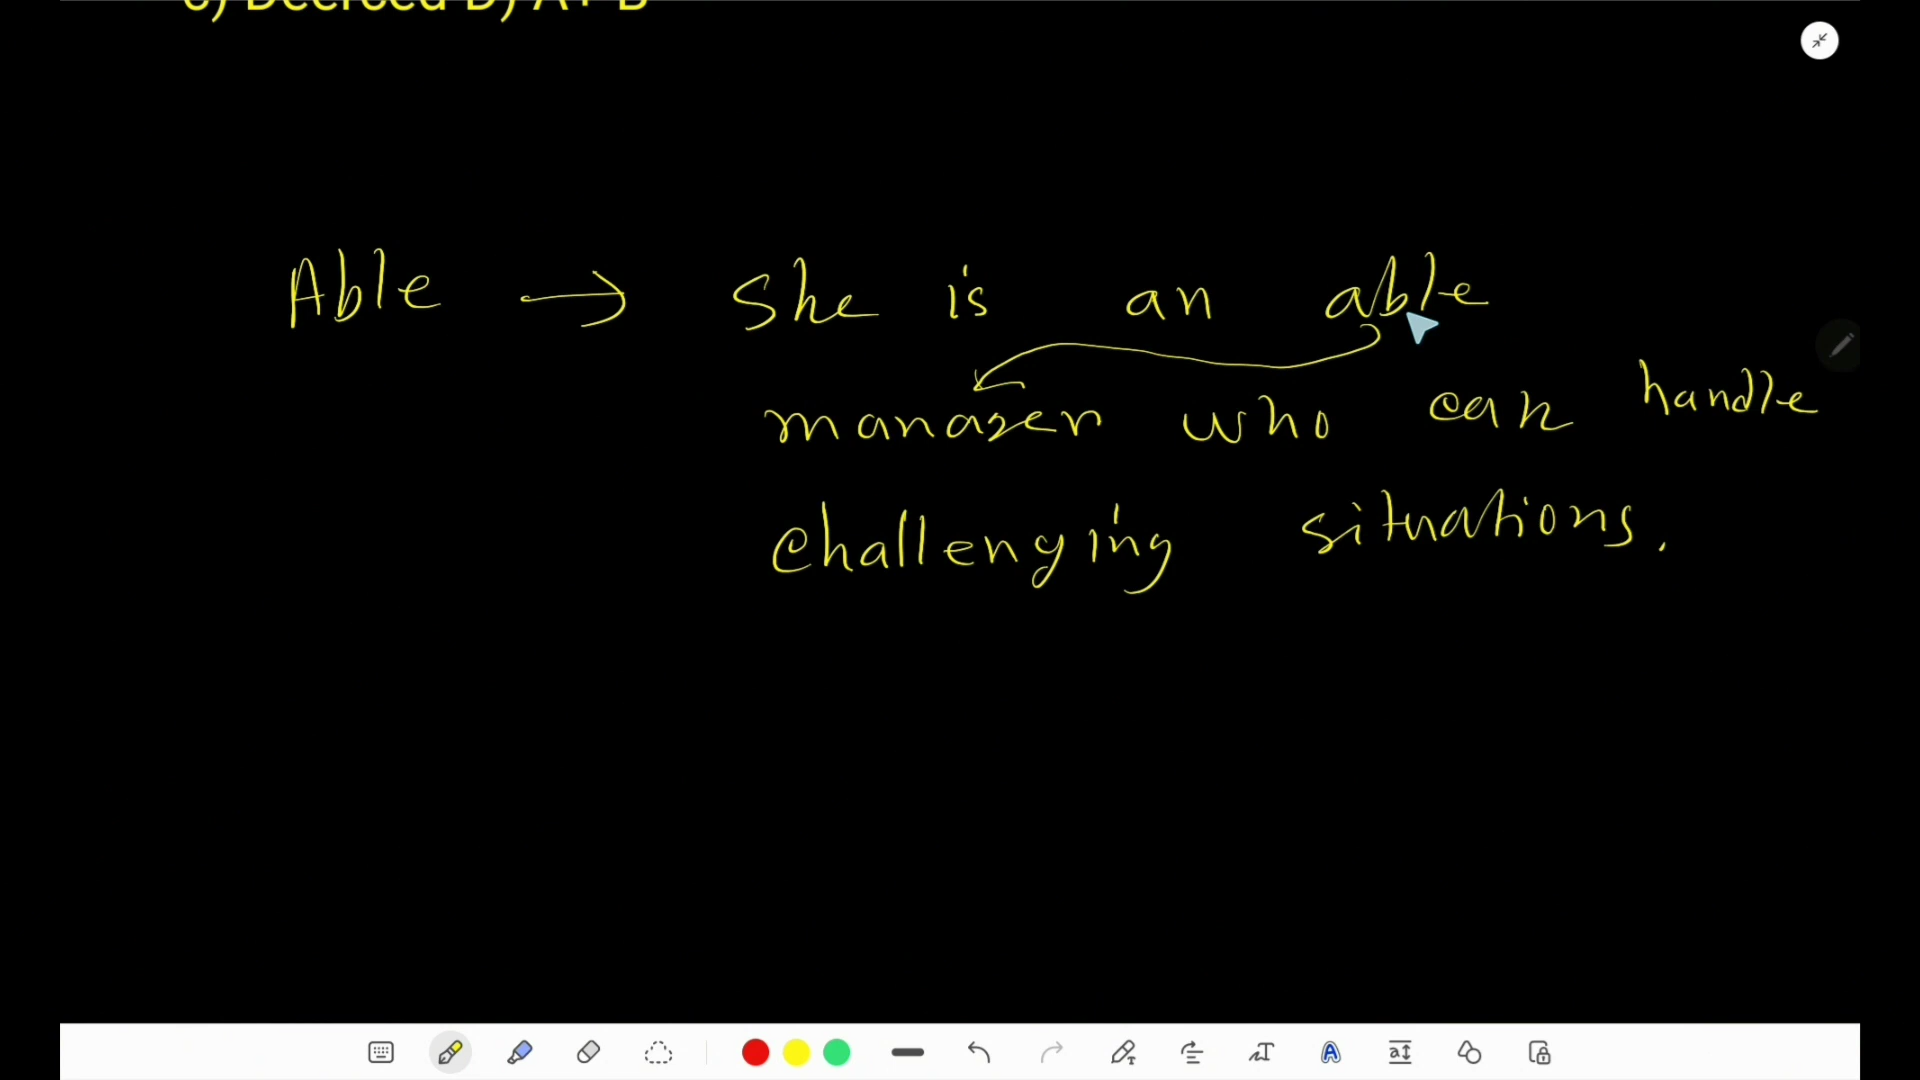 Able → She is an able
manager who can handle
challenging situations.